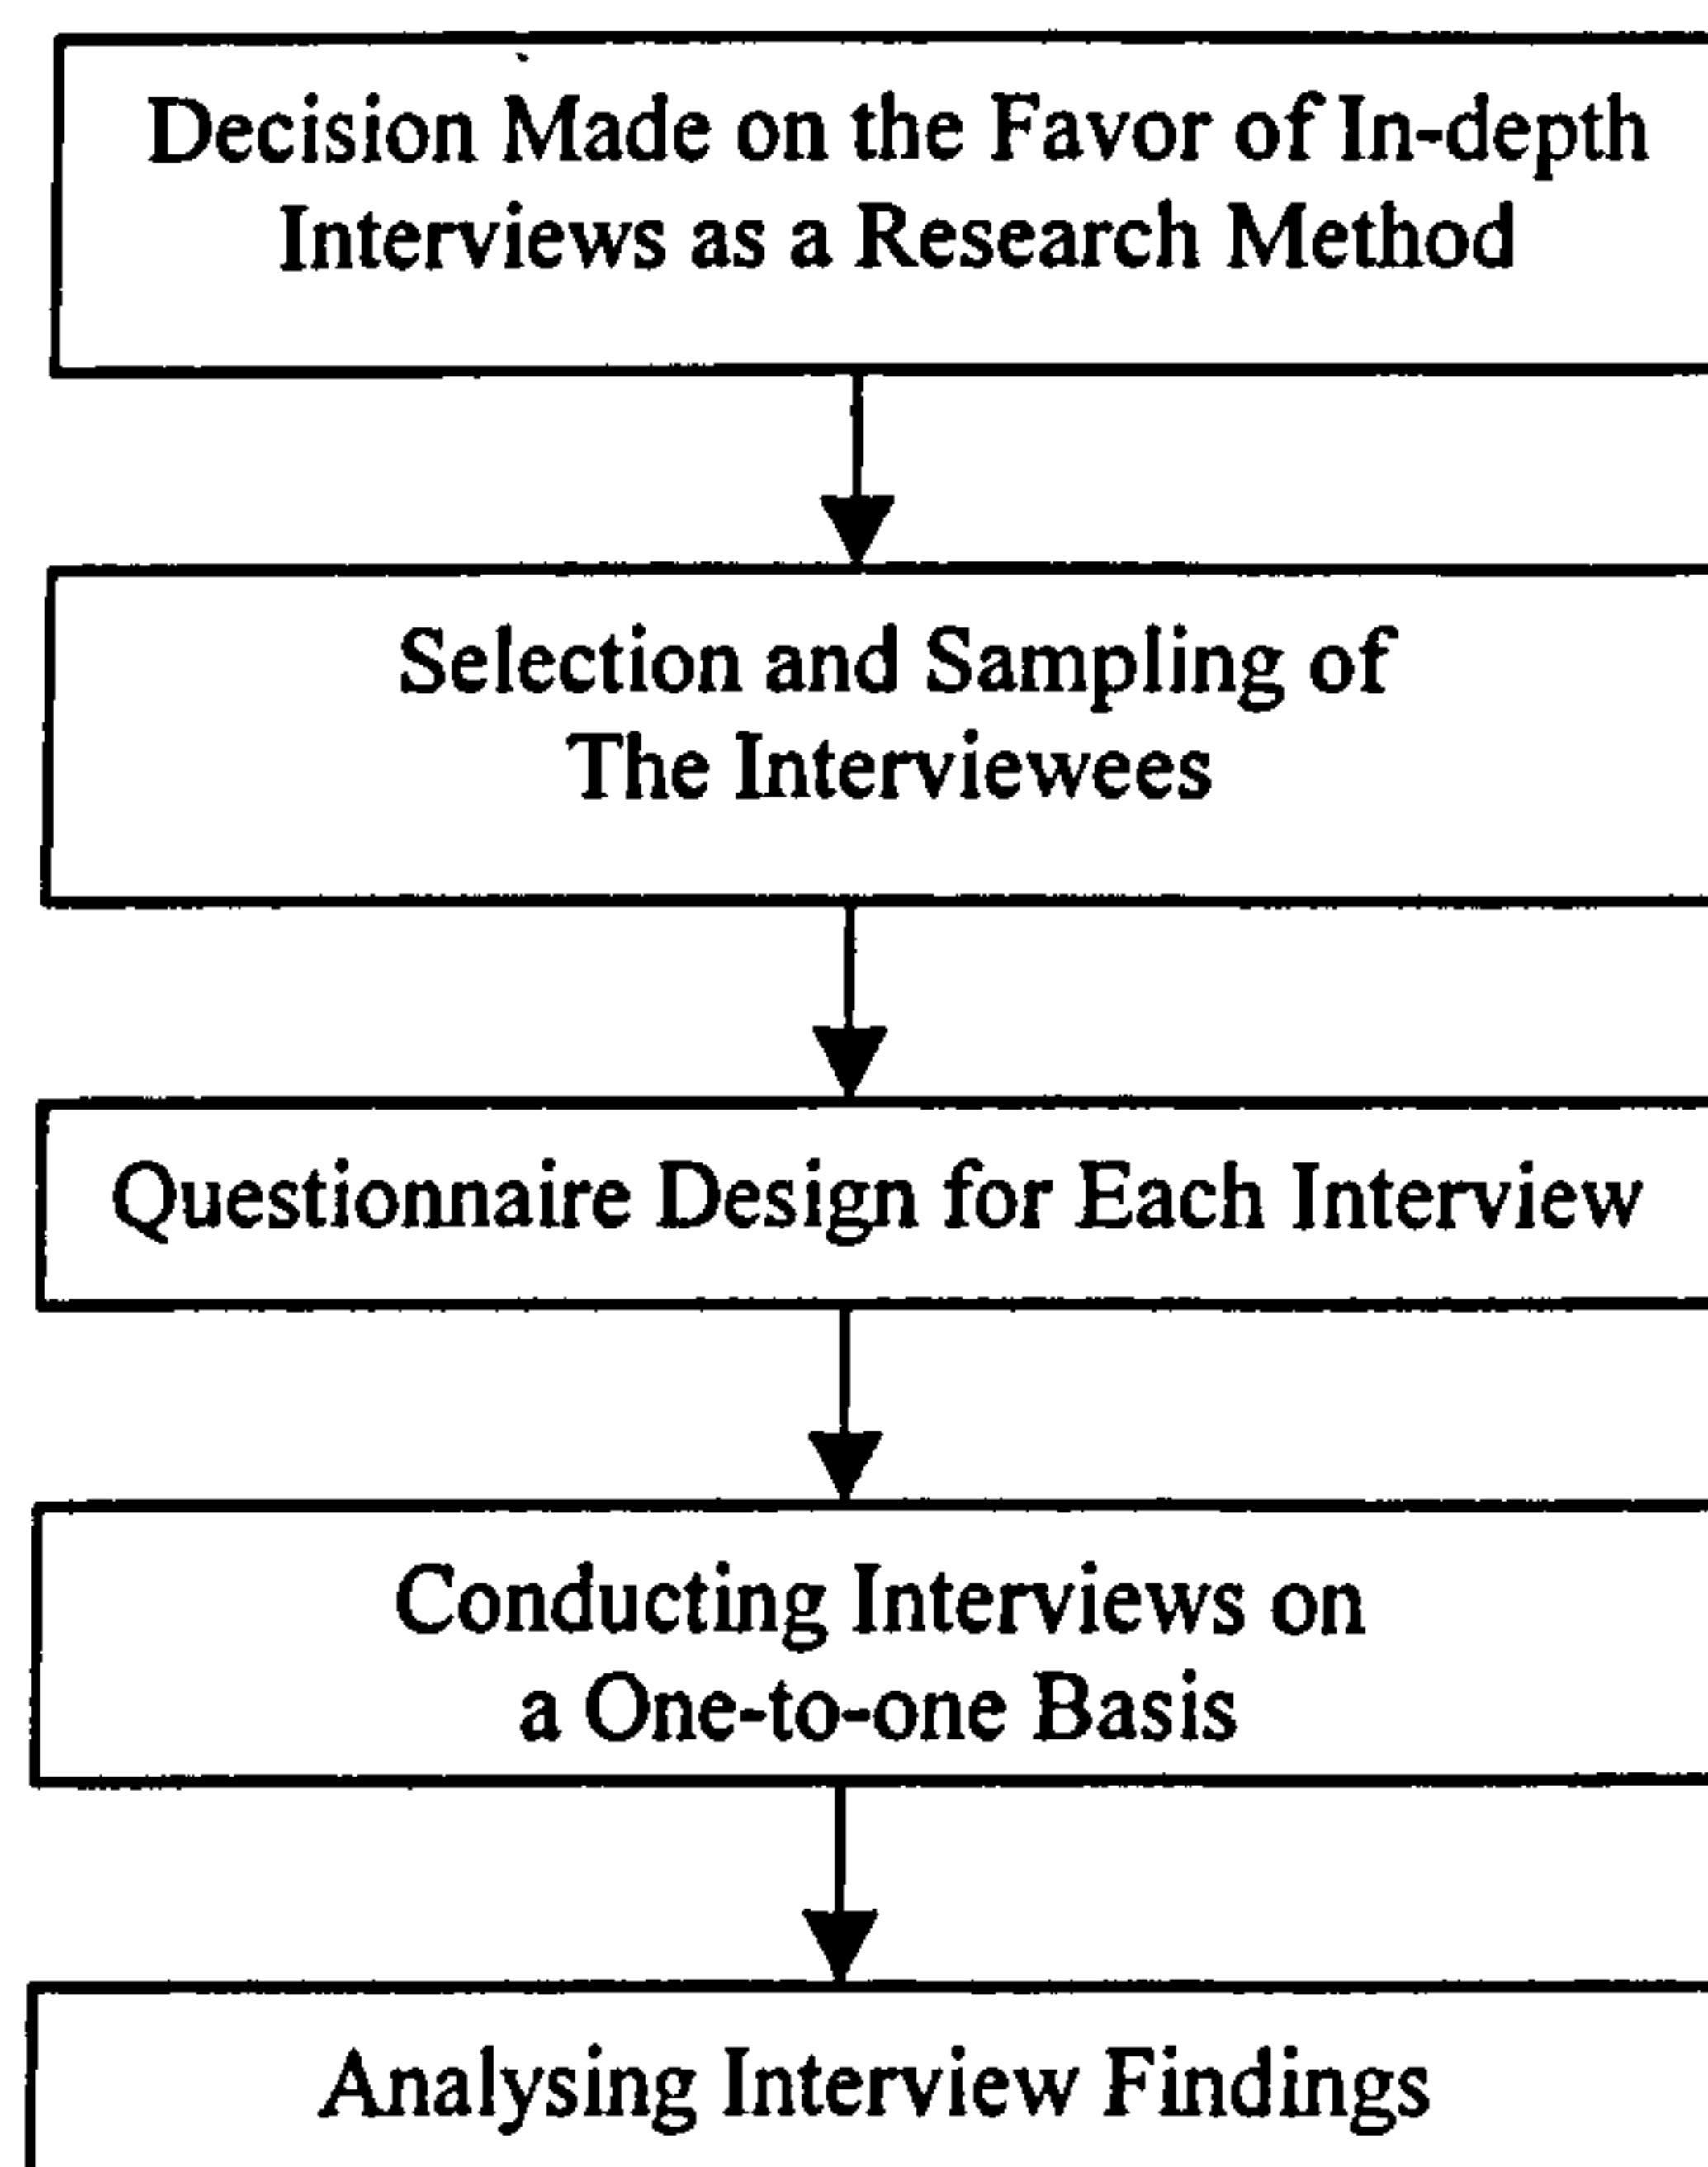 Decision Made on the Favor of In-depth
Interviews as a Research Method
Selection and Sampling of
The Interviewees
Questionnaire Design for Each Interview
Conducting Interviews on
a One-to-one Basis
Analysing Interview Findings